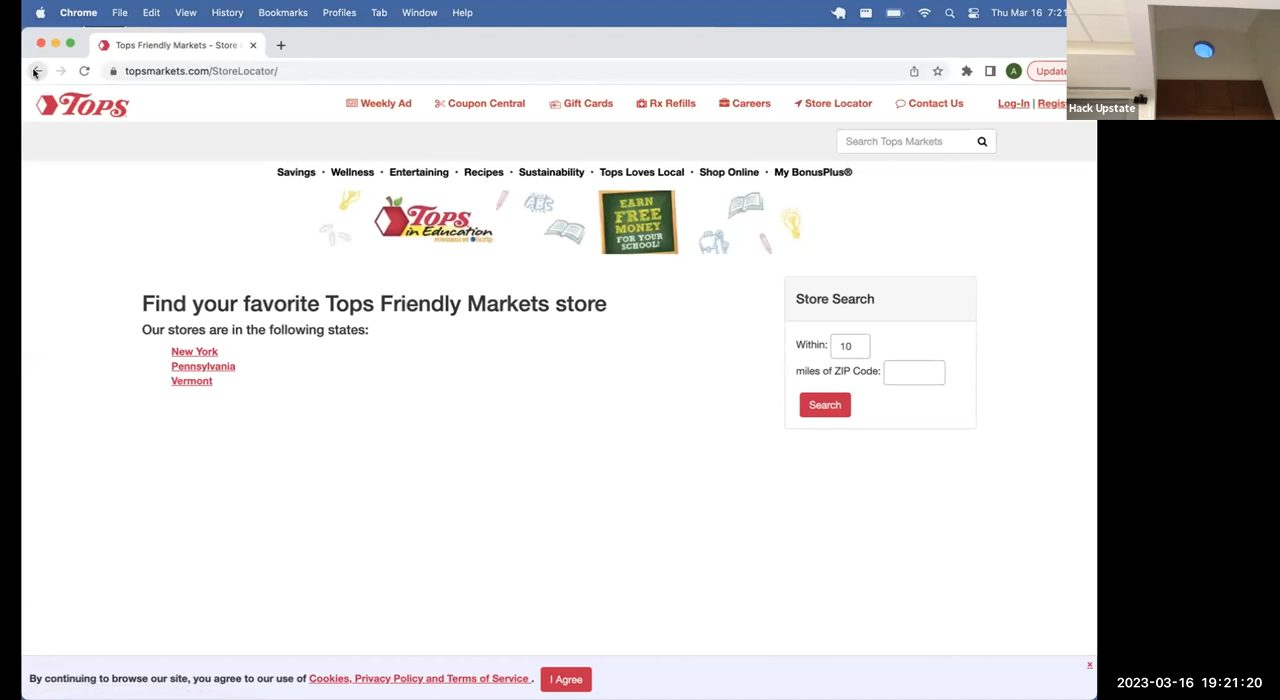 Chrome File Edit View History Bookmarks Profiles Tab Window Help Thu Mar 16 7:21
Tops Friendly Markets - Store
topsmarkets.com/StoreLocator/ A Update
Hack Upstate
TOPS Weekly Ad Coupon Central Gift Cards Rx Refills Careers Store Locator Contact Us Log-In | Regis
Search Tops Markets
Savings · Wellness · Entertaining · Recipes · Sustainability · Tops Loves Local · Shop Online · My BonusPlus®
TOPS
in Education
POWERED BY
EARN
FREE
MONEY
FOR YOUR
SCHOOL!
ABC
Find your favorite Tops Friendly Markets store
Our stores are in the following states:
New York
Pennsylvania
Vermont
Store Search
Within: 10
miles of ZIP Code:
Search
By continuing to browse our site, you agree to our use of Cookies, Privacy Policy and Terms of Service . I Agree
x
2023-03-16 19:21:20